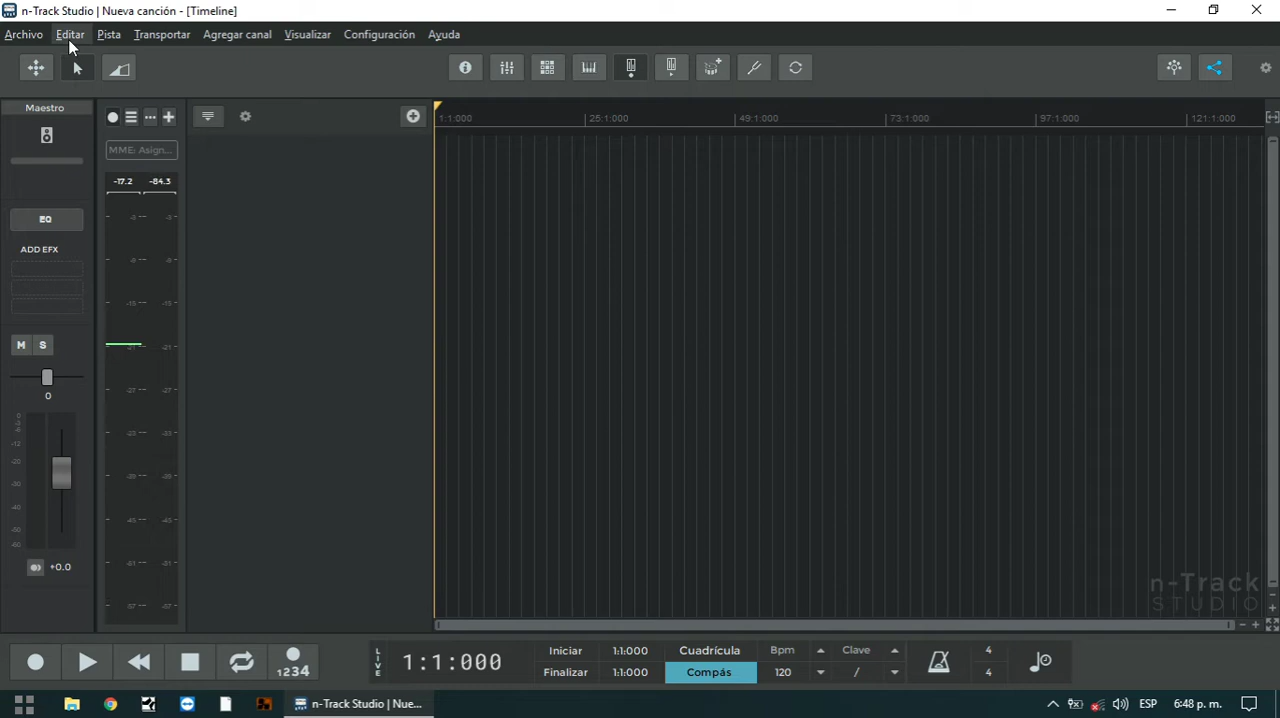 n-Track Studio | Nueva canción - [Timeline]
Archivo Editar Pista Transportar Agregar canal Visualizar Configuración Ayuda
Maestro
1:1:000 25:1:000 49:1:000 73:1:000 97:1:000 121:1:000
MME: Asign...
-17.2 -84.3
EQ
ADD EFX
M S
0
+0.0
n-Track
STUDIO
1234
LIVE
1:1:000
Iniciar 1:1:000
Finalizar 1:1:000
Cuadrícula
Compás
Bpm
120
Clave
/
4
4
n-Track Studio | Nue...
ESP
6:48 p. m.